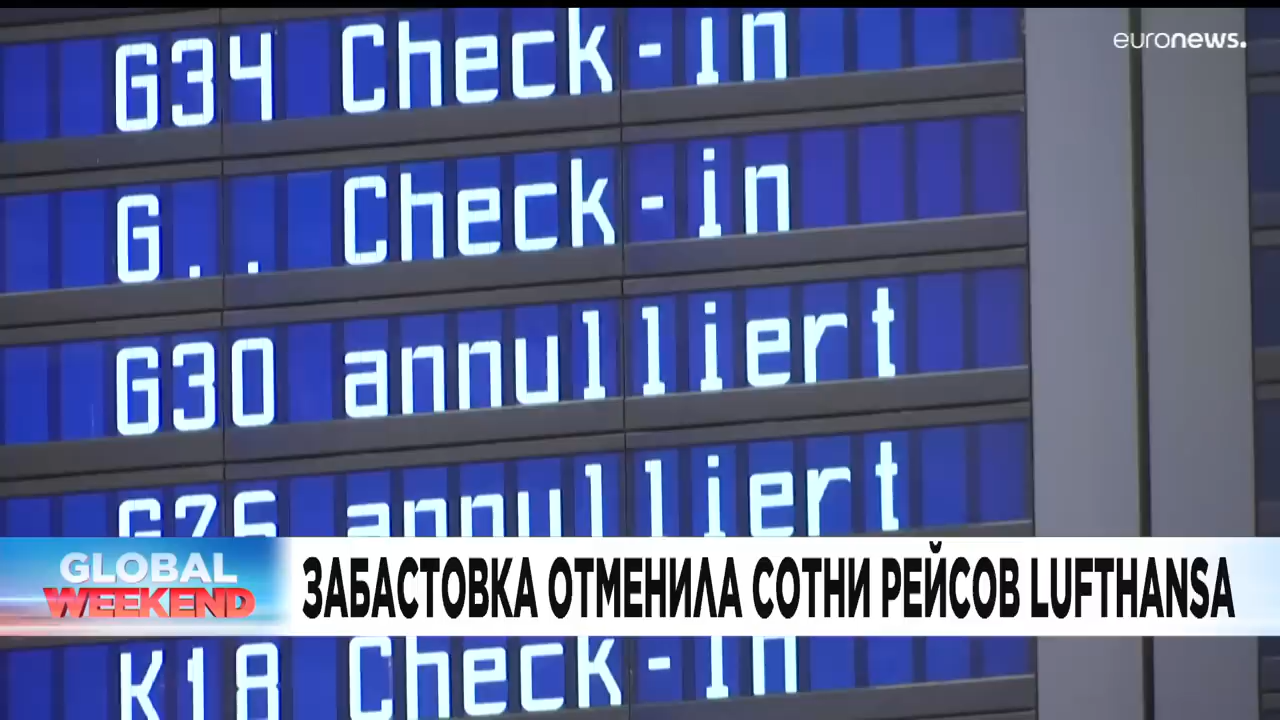 euronews.
G34 Check-in
G.. Check-in
G30 annulliert
annulliert
GLOBAL
WEEKEND
ЗАБАСТОВКА ОТМЕНИЛА СОТНИ РЕЙСОВ LUFTHANSA
K18 Check-in